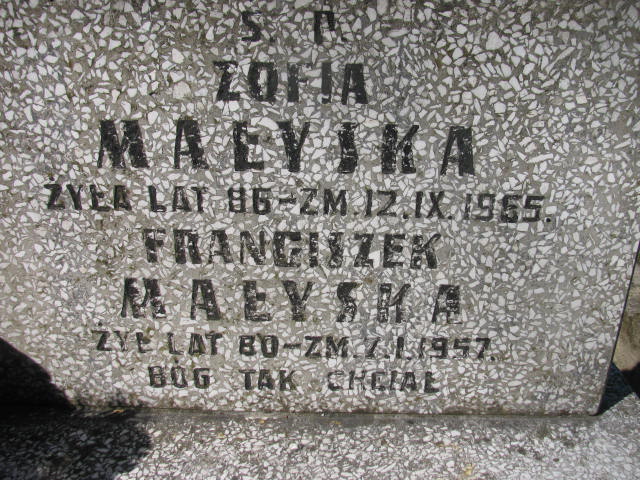 Ś. P.
ZOFIA
MAŁYSKA
ŻYŁA LAT 86-ZM. 12. IX. 1965.
FRANCISZEK
MAŁYSKA
ŻYŁ LAT 80-ZM. 7. I. 1957.
BÓG TAK CHCIAŁ